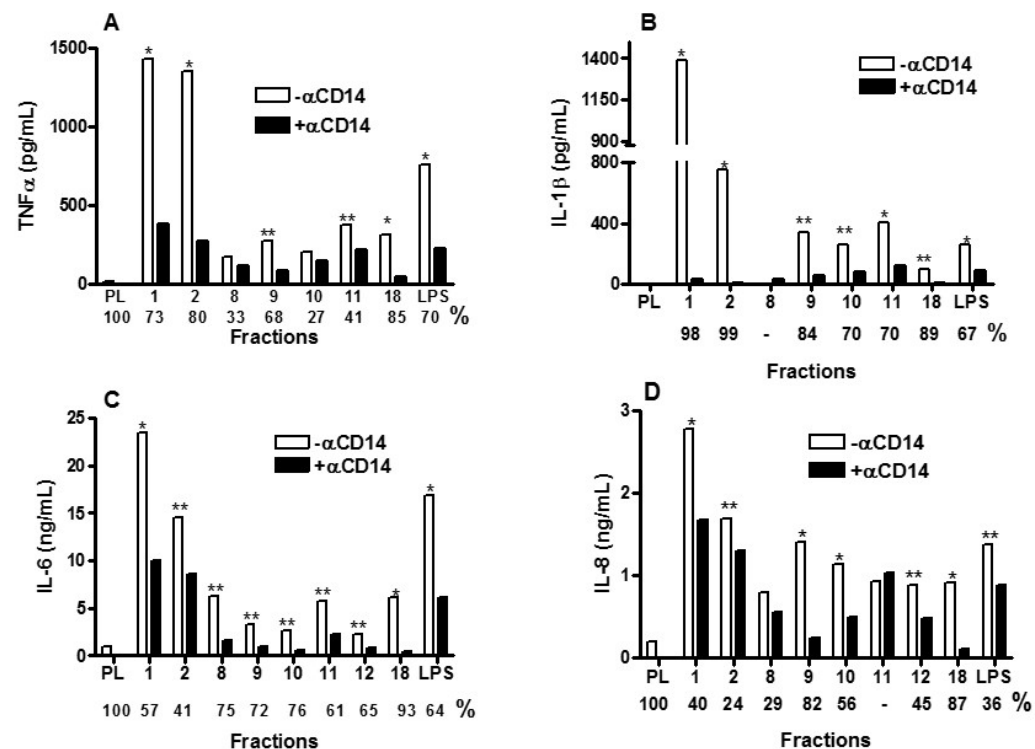 A
1500
1000
500
0
TNFα (pg/mL)
-αCD14
+αCD14
* * ** ** * *
PL 1 2 8 9 10 11 18 LPS
100 73 80 33 68 27 41 85 70 %
Fractions
B
1400
1150
900
800
400
0
IL-1β (pg/mL)
-αCD14
+αCD14
* * ** ** * ** *
PL 1 2 8 9 10 11 18 LPS
98 99 - 84 70 70 89 67 %
Fractions
C
25
20
15
10
5
0
IL-6 (ng/mL)
-αCD14
+αCD14
* ** ** ** ** ** ** * *
PL 1 2 8 9 10 11 12 18 LPS
100 57 41 75 72 76 61 65 93 64 %
Fractions
D
3
2
1
0
IL-8 (ng/mL)
-αCD14
+αCD14
* ** * * ** * **
PL 1 2 8 9 10 11 12 18 LPS
100 40 24 29 82 56 - 45 87 36 %
Fractions